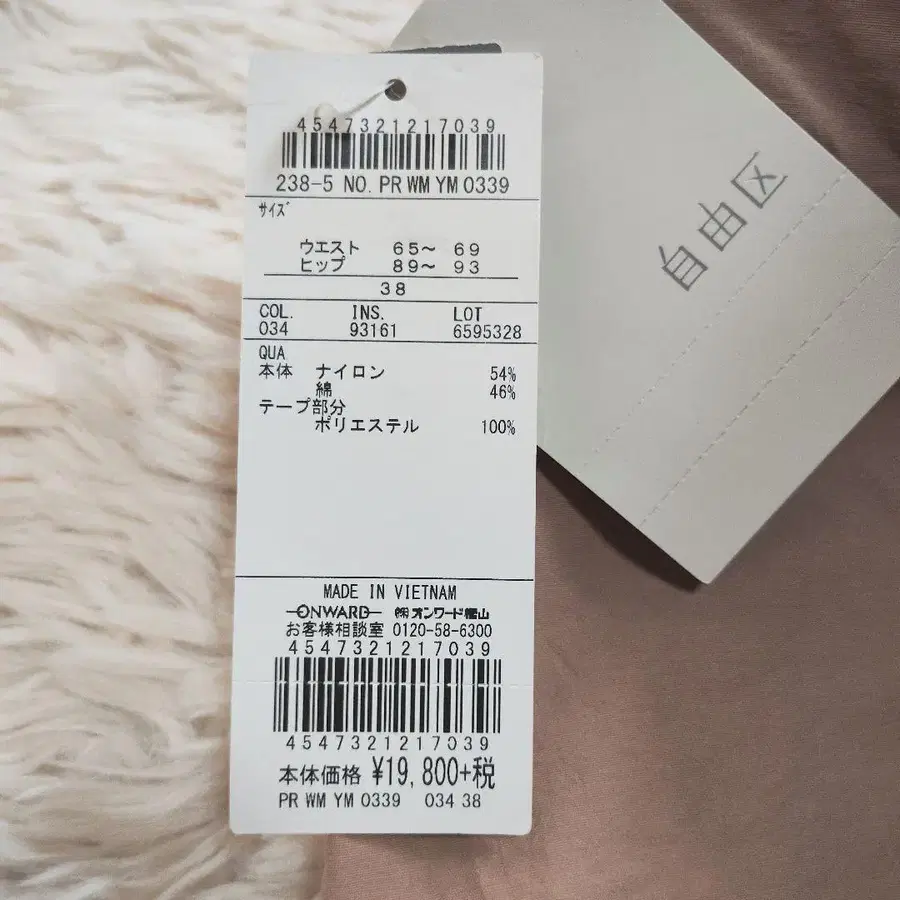 4547321217039
238-5 NO. PR WM YM 0339
サイズ
ウエスト 65〜 69
ヒップ 89〜 93
38
COL. INS. LOT
034 93161 6595328
QUA
本体 ナイロン 54%
綿 46%
テープ部分
ポリエステル 100%
MADE IN VIETNAM
ONWARD ㈱オンワード樫山
お客様相談室 0120-58-6300
4547321217039
4547321217039
本体価格 ¥19,800+税
PR WM YM 0339 034 38
自由区